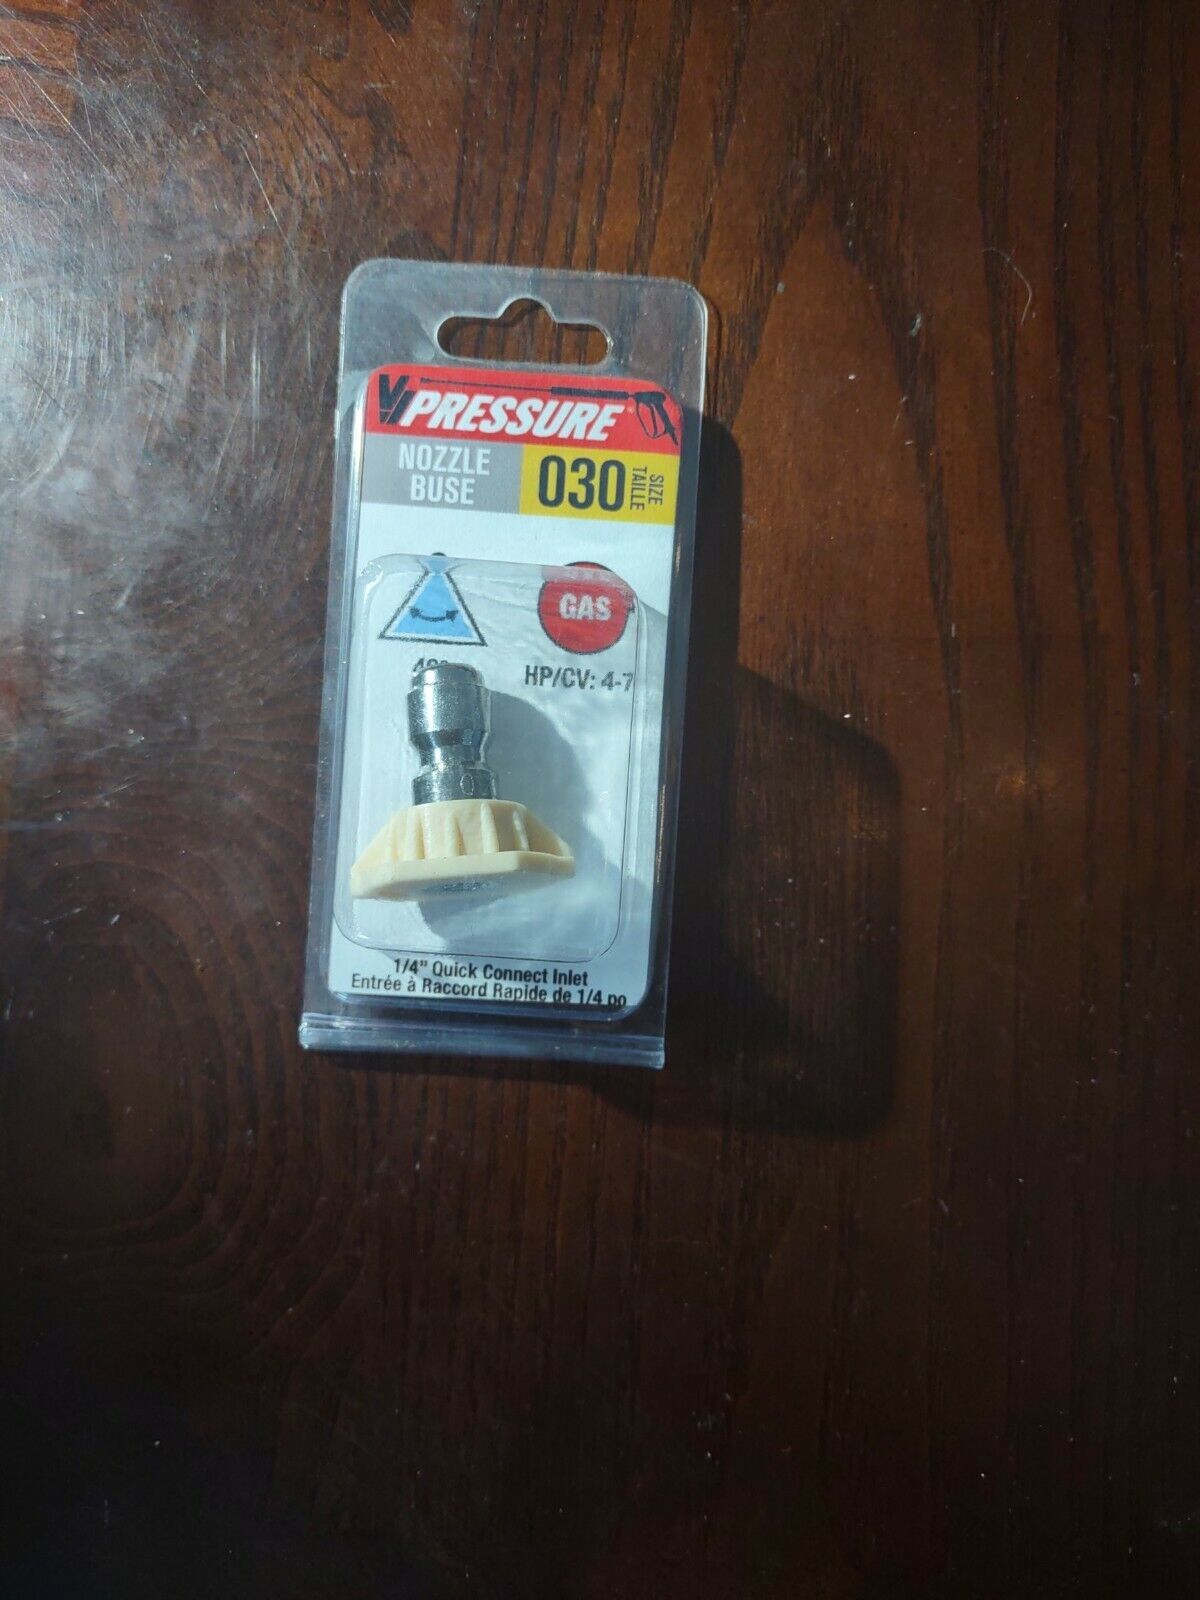 VJPRESSURE
NOZZLE
BUSE
030
SIZE
TAILLE
GAS
HP/CV: 4-7
1/4" Quick Connect Inlet
Entrée à Raccord Rapide de 1/4 po